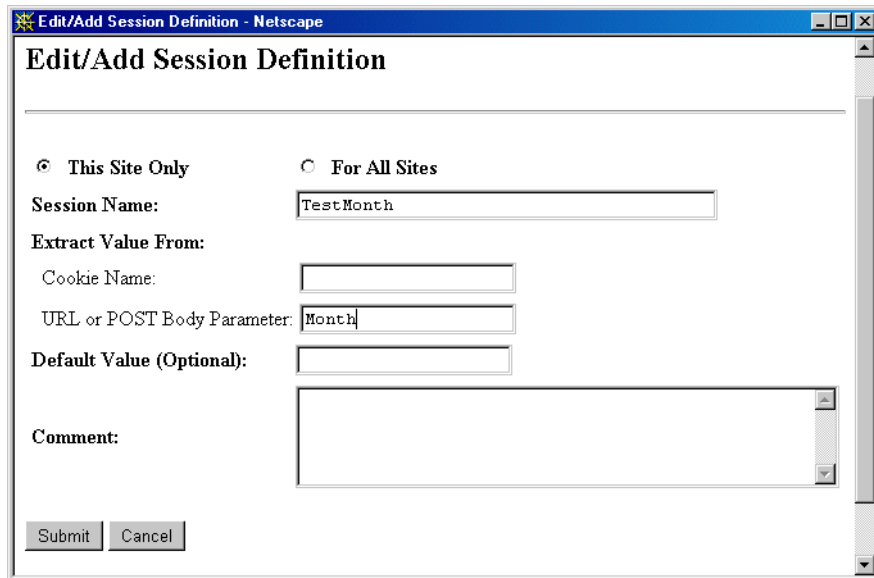 Edit/Add Session Definition - Netscape
Edit/Add Session Definition
This Site Only For All Sites
Session Name: TestMonth
Extract Value From:
Cookie Name:
URL or POST Body Parameter: Month
Default Value (Optional):
Comment:
Submit Cancel